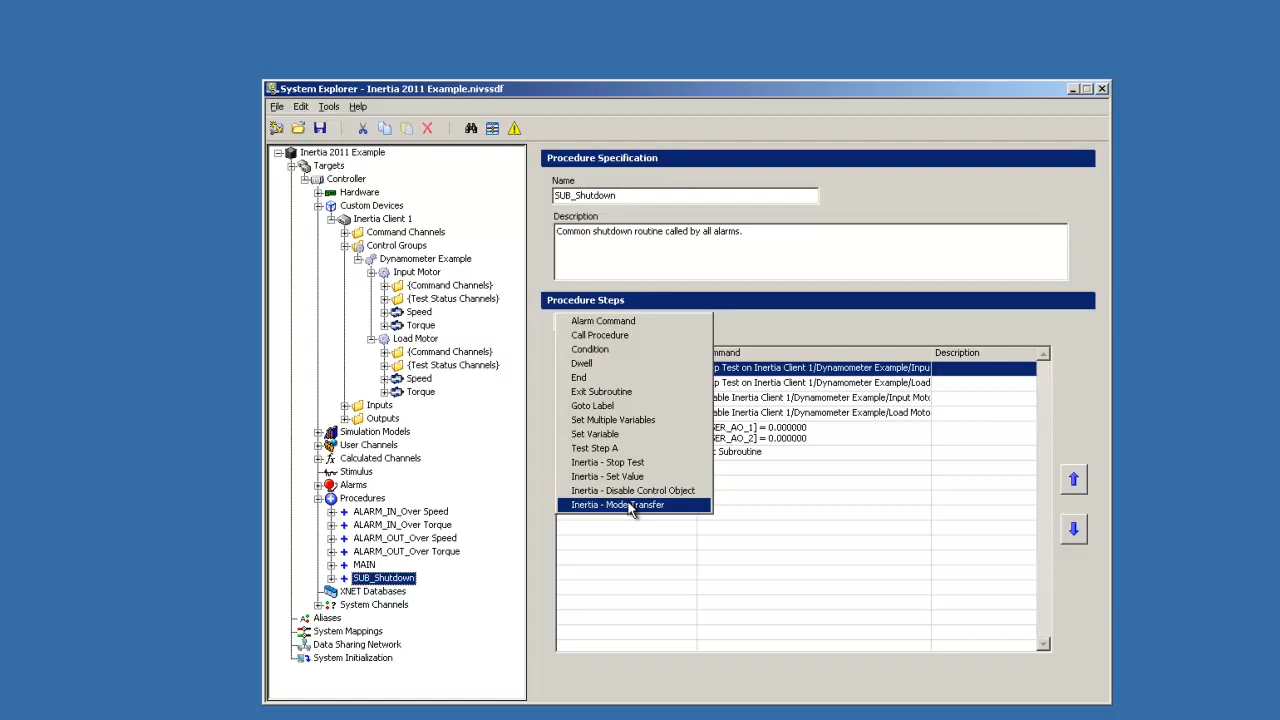 System Explorer - Inertia 2011 Example.nivssdf
File Edit Tools Help
Inertia 2011 Example
Targets
Controller
Hardware
Custom Devices
Inertia Client 1
Command Channels
Control Groups
Dynamometer Example
Input Motor
{Command Channels}
{Test Status Channels}
Speed
Torque
Load Motor
{Command Channels}
{Test Status Channels}
Speed
Torque
Inputs
Outputs
Simulation Models
User Channels
Calculated Channels
Stimulus
Alarms
Procedures
ALARM_IN_Over Speed
ALARM_IN_Over Torque
ALARM_OUT_Over Speed
ALARM_OUT_Over Torque
MAIN
SUB_Shutdown
XNET Databases
System Channels
Aliases
System Mappings
Data Sharing Network
System Initialization
Procedure Specification
Name
SUB_Shutdown
Description
Common shutdown routine called by all alarms.
Procedure Steps
Alarm Command
Call Procedure
Condition
Dwell
End
Exit Subroutine
Goto Label
Set Multiple Variables
Set Variable
Test Step A
Inertia - Stop Test
Inertia - Set Value
Inertia - Disable Control Object
Inertia - Mode Transfer
mmand Description
p Test on Inertia Client 1/Dynamometer Example/Inpu
p Test on Inertia Client 1/Dynamometer Example/Load
able Inertia Client 1/Dynamometer Example/Input Moto
able Inertia Client 1/Dynamometer Example/Load Moto
SER_AO_1] = 0.000000
SER_AO_2] = 0.000000
t Subroutine